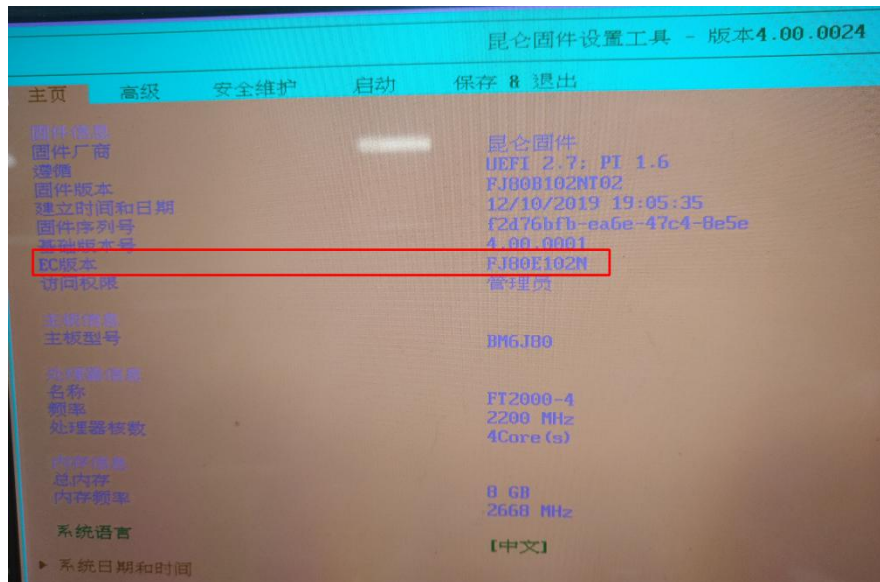 昆仑固件设置工具 - 版本4.00.0024
主页 高级 安全维护 启动 保存 & 退出
固件信息
固件厂商 昆仑固件
遵循 UEFI 2.7; PI 1.6
固件版本 FJ80B102NT02
建立时间和日期 12/10/2019 19:05:35
固件序列号 f2d76bfb-ea6e-47c4-8e5e
基础版本号 4.00.0001
EC版本 FJ80E102N
访问权限 管理员
主板信息
主板型号 BM6J80
处理器信息
名称 FT2000-4
频率 2200 MHz
处理器核数 4Core(s)
内存信息
总内存 8 GB
内存频率 2668 MHz
系统语言 [中文]
▶ 系统日期和时间